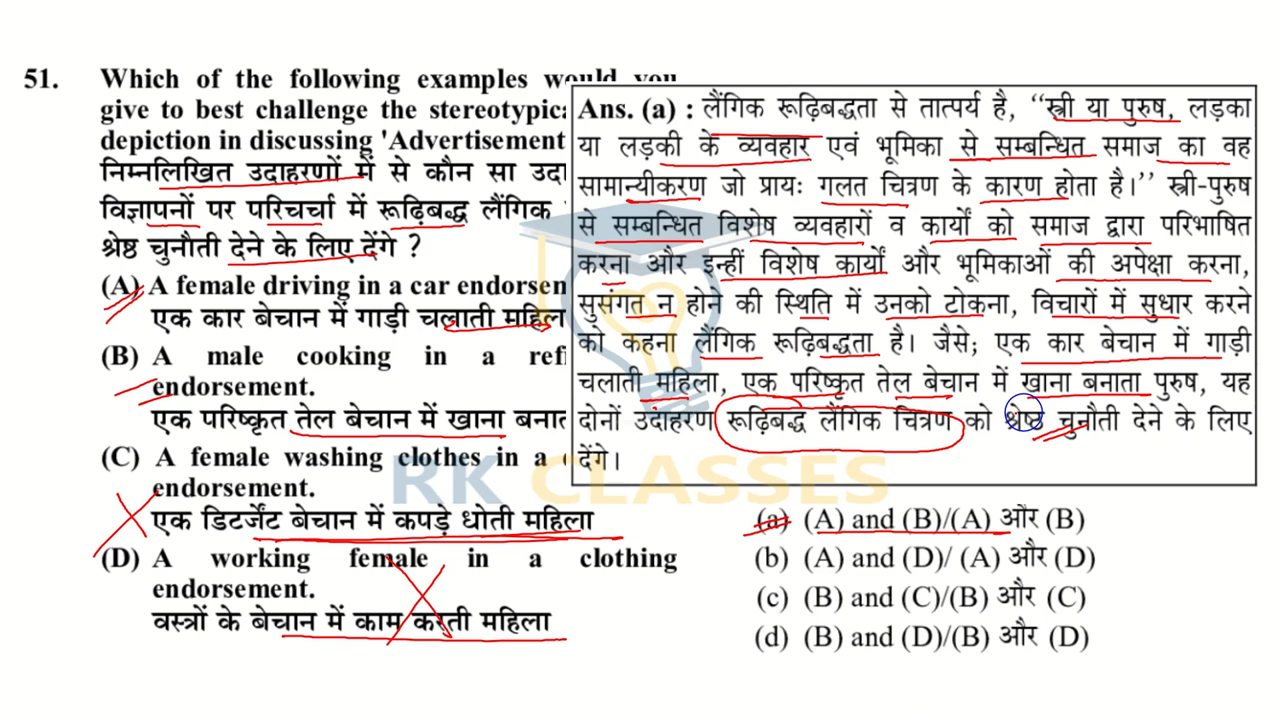 51. Which of the following examples would you
give to best challenge the stereotypic
depiction in discussing 'Advertisement
निम्नलिखित उदाहरणों में से कौन सा
विज्ञापनों पर परिचर्चा में रूढ़िबद्ध लैंगिक
श्रेष्ठ चुनौती देने के लिए देंगे ?
(A) A female driving in a car endorsen
एक कार बेचान में गाड़ी चलाती महिल
(B) A male cooking in a
endorsement.
एक परिष्कृत तेल बेचान में खाना
(C) A female washing clothes in a
endorsement.
एक डिटर्जेंट बेचान में कपड़े धोती महिला
(D) A working female in a clothing
endorsement.
वस्त्रों के बेचान में काम करती महिला
Ans. (a) : लैंगिक रूढ़िबद्धता से तात्पर्य है, ‘‘स्त्री या पुरुष, लड़का
या लड़की के व्यवहार एवं भूमिका से सम्बन्धित समाज का वह
सामान्यीकरण जो प्रायः गलत चित्रण के कारण होता है।’’ स्त्री-पुरुष
से सम्बन्धित विशेष व्यवहारों व कार्यों को समाज द्वारा परिभाषित
करना और इन्हीं विशेष कार्यों और भूमिकाओं की अपेक्षा करना,
सुसंगत न होने की स्थिति में उनको टोकना, विचारों में सुधार करने
को कहना लैंगिक रूढ़िबद्धता है। जैसे; एक कार बेचान में गाड़ी
चलाती महिला, एक परिष्कृत तेल बेचान में खाना बनाता पुरुष, यह
दोनों उदाहरण रूढ़िबद्ध लैंगिक चित्रण को श्रेष्ठ चुनौती देने के लिए
देंगे।
RK CLASSES
(a) (A) and (B)/(A) और (B)
(b) (A) and (D)/ (A) और (D)
(c) (B) and (C)/(B) और (C)
(d) (B) and (D)/(B) और (D)